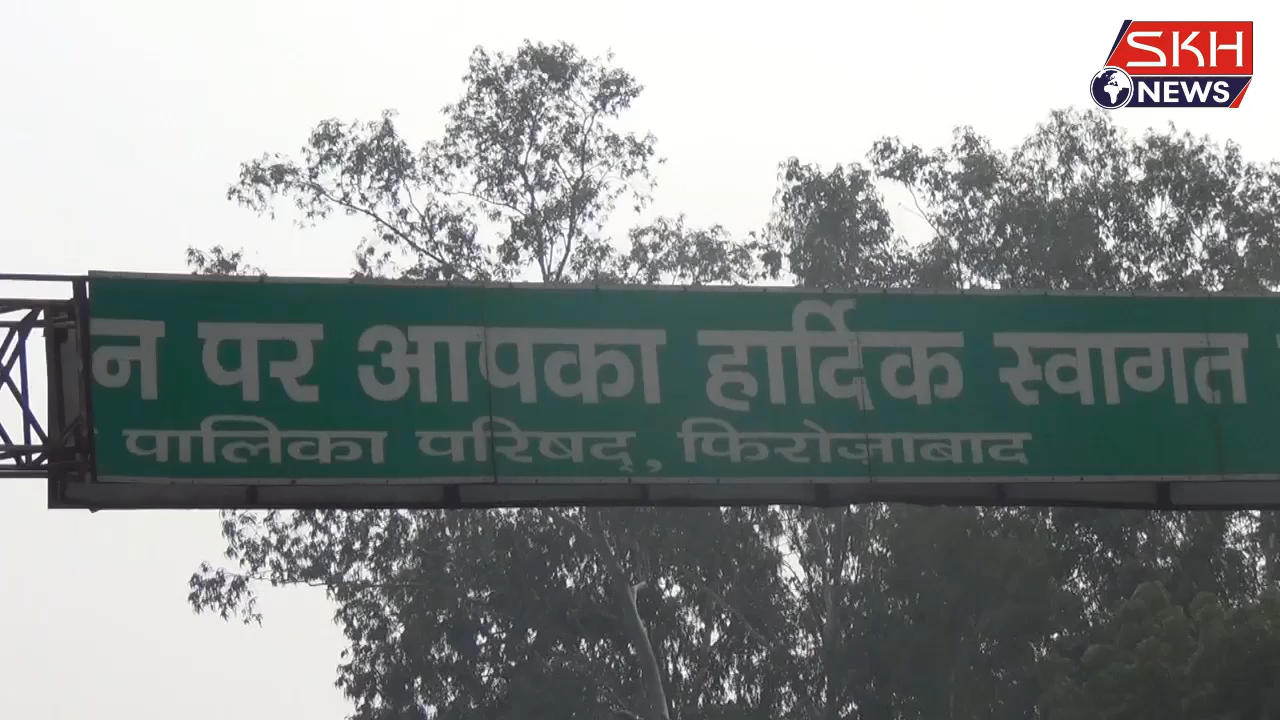 SKH
NEWS
न पर आपका हार्दिक स्वागत
पालिका परिषद्, फिरोजाबाद